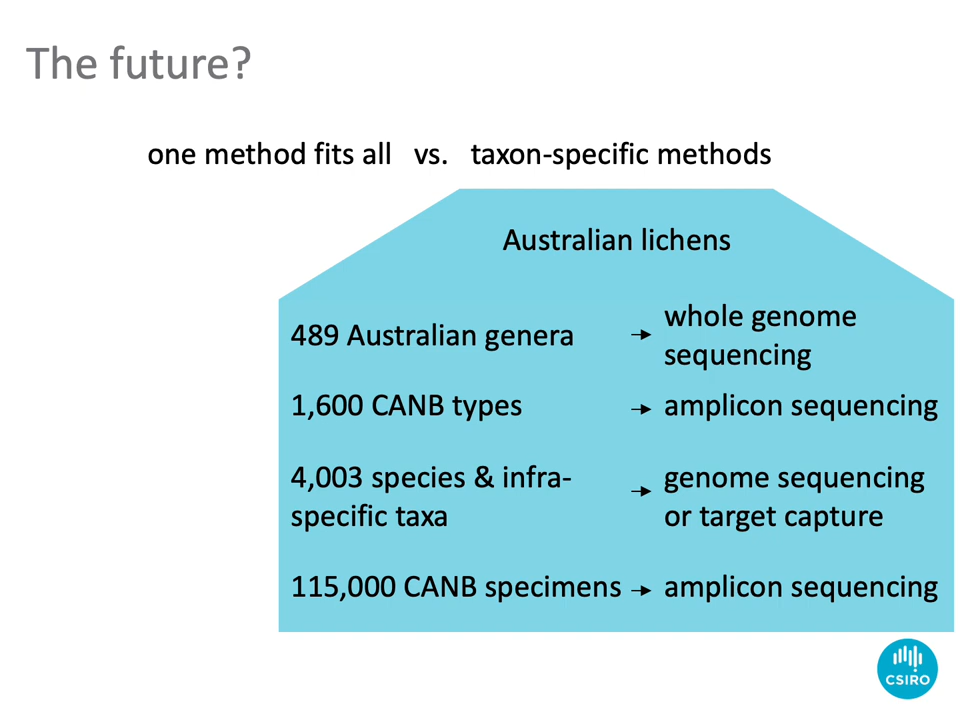 The future?
one method fits all vs. taxon-specific methods
Australian lichens
489 Australian genera → whole genome
sequencing
1,600 CANB types → amplicon sequencing
4,003 species & infra-
specific taxa
→ genome sequencing
or target capture
115,000 CANB specimens → amplicon sequencing
CSIRO